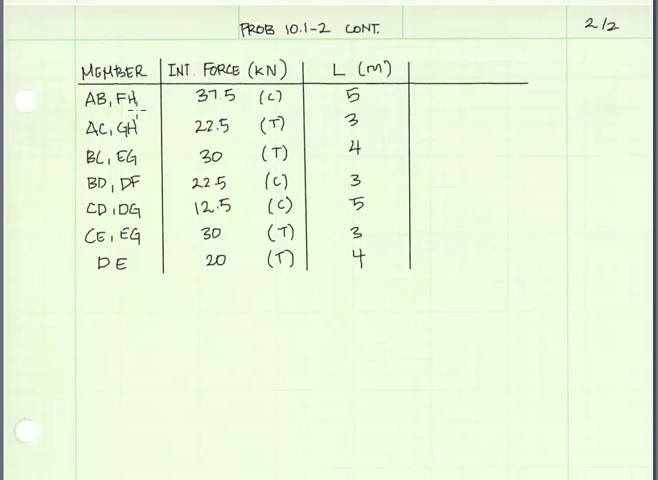 PROB 10.1-2 CONT. 2/2
MEMBER INT. FORCE (KN) L (M)
AB, FH 37.5 (C) 5
AC, GH 22.5 (T) 3
BC, EG 30 (T) 4
BD, DF 22.5 (C) 3
CD, DG 12.5 (C) 5
CE, EG 30 (T) 3
DE 20 (T) 4